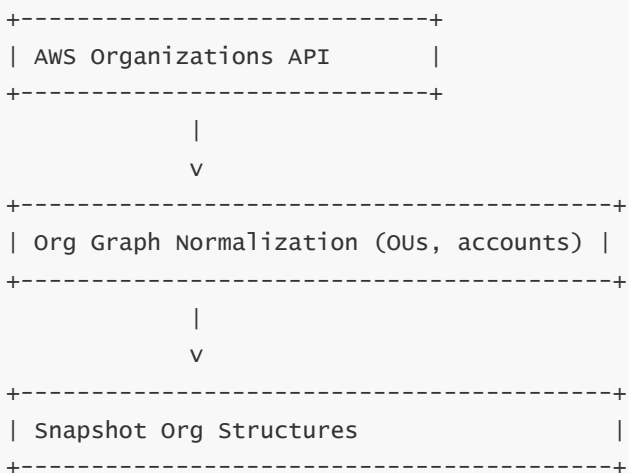 +-----------------------------+
| AWS Organizations API       |
+-----------------------------+
            |
            v
+------------------------------------------+
| Org Graph Normalization (OUs, accounts) |
+------------------------------------------+
            |
            v
+------------------------------------------+
| Snapshot Org Structures                  |
+------------------------------------------+